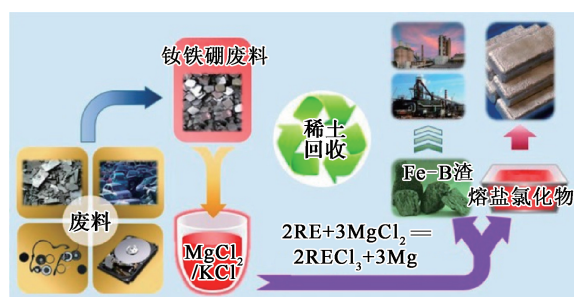 钕铁硼废料
稀土
回收
废料
Fe-B渣
熔盐氯化物
MgCl₂
/KCl
2RE+3MgCl₂=
2RECl₃+3Mg